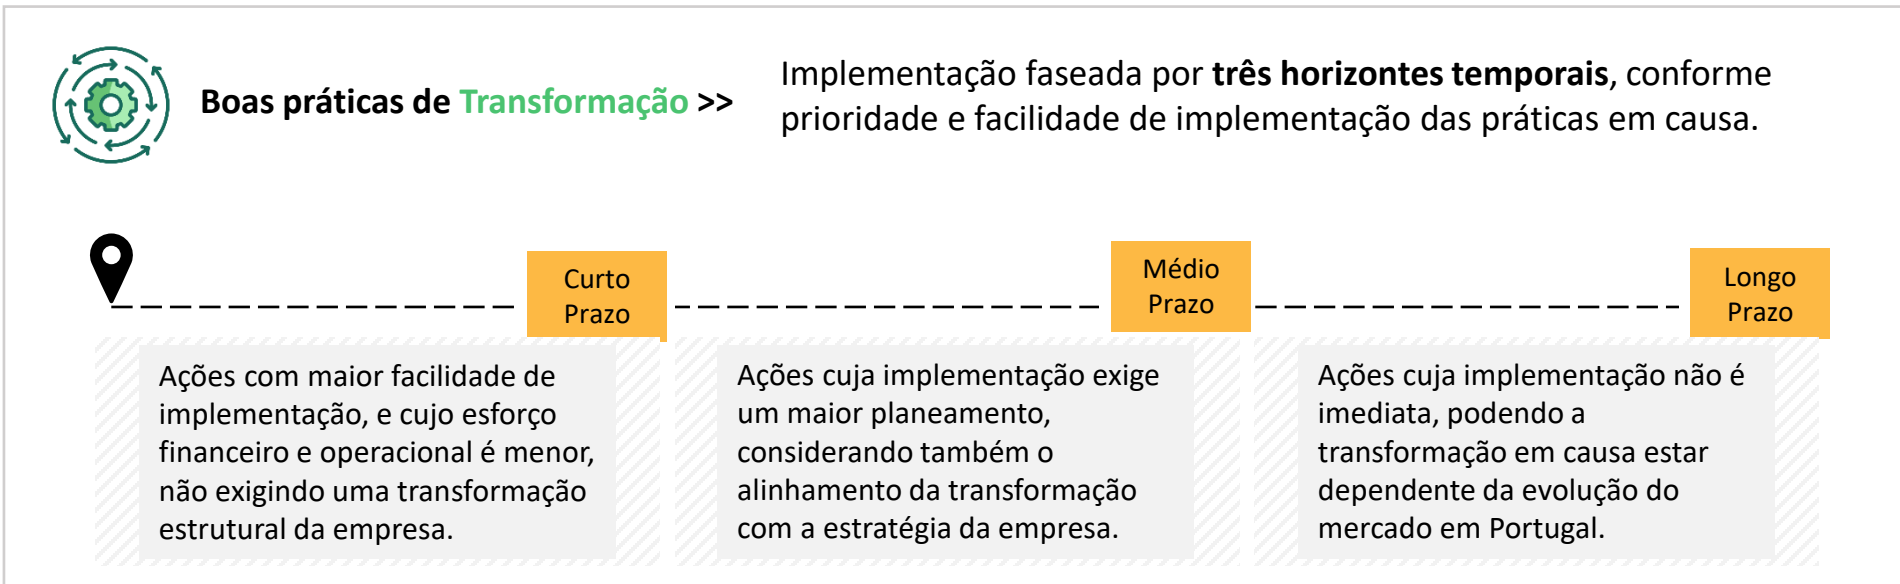 Boas práticas de Transformação >>
Implementação faseada por três horizontes temporais, conforme
prioridade e facilidade de implementação das práticas em causa.
Curto
Prazo
Médio
Prazo
Longo
Prazo
Ações com maior facilidade de
implementação, e cujo esforço
financeiro e operacional é menor,
não exigindo uma transformação
estrutural da empresa.
Ações cuja implementação exige
um maior planeamento,
considerando também o
alinhamento da transformação
com a estratégia da empresa.
Ações cuja implementação não é
imediata, podendo a
transformação em causa estar
dependente da evolução do
mercado em Portugal.